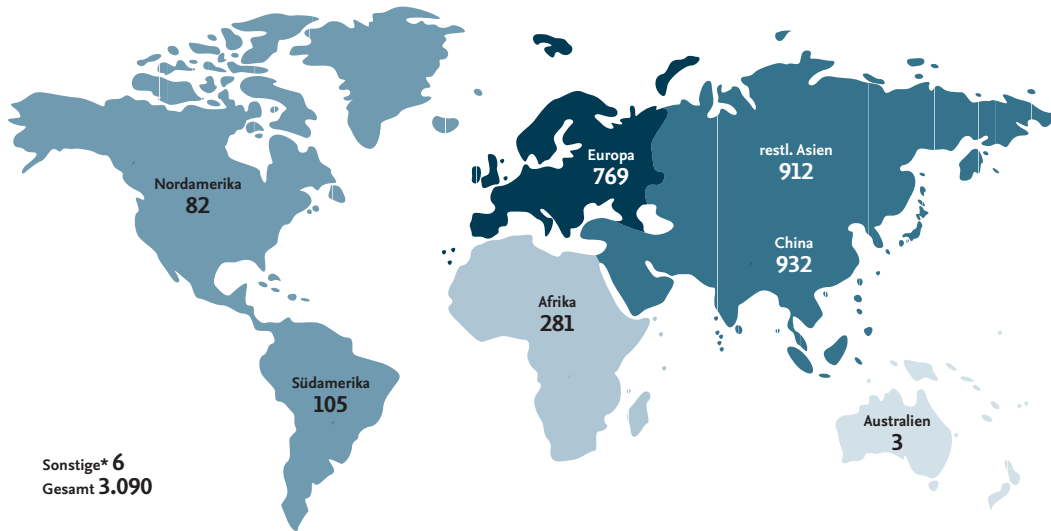 Europa
769
restl. Asien
912
Nordamerika
82
China
932
Afrika
281
Südamerika
105
Australien
3
Sonstige* 6
Gesamt 3.090